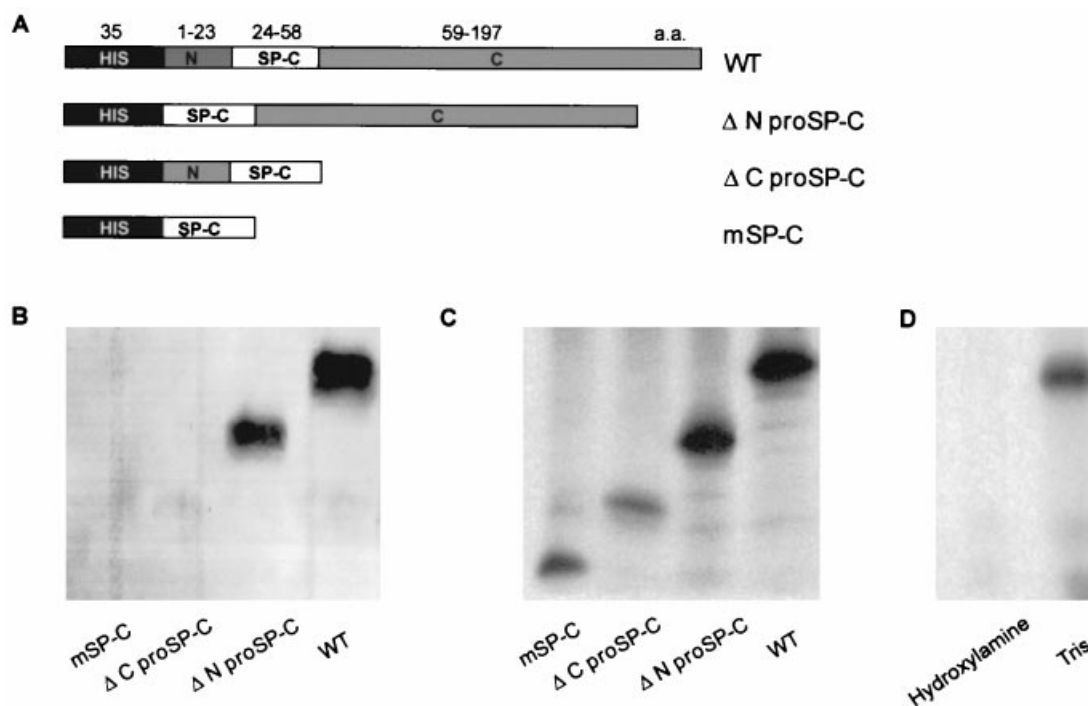 A
35 1-23 24-58 59-197 a.a.
HIS N SP-C C WT
HIS SP-C C Δ N proSP-C
HIS N SP-C Δ C proSP-C
HIS SP-C mSP-C
B
C
D
mSP-C Δ C proSP-C Δ N proSP-C WT
mSP-C Δ C proSP-C Δ N proSP-C WT
Hydroxylamine Tris